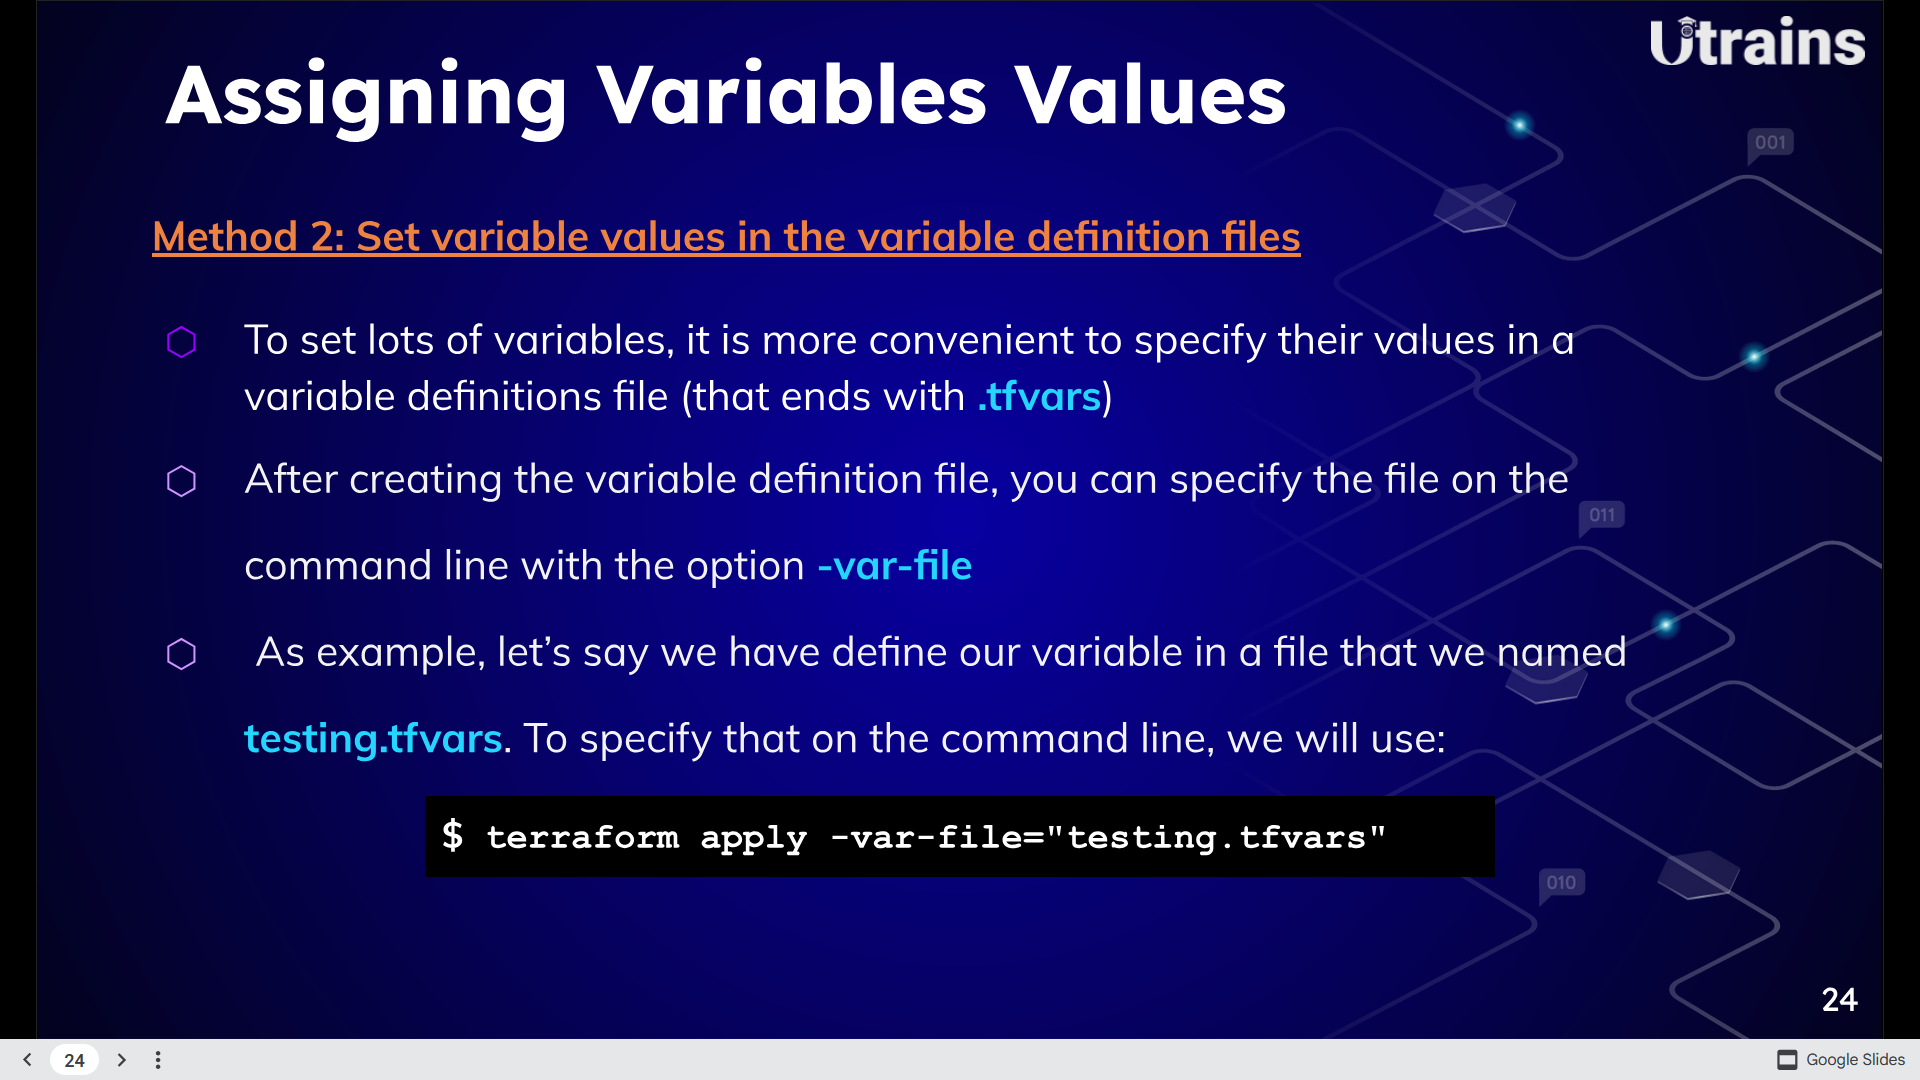 Utrains
Assigning Variables Values
001
Method 2: Set variable values in the variable definition files
To set lots of variables, it is more convenient to specify their values in a
variable definitions file (that ends with .tfvars)
After creating the variable definition file, you can specify the file on the
011
command line with the option -var-file
As example, let’s say we have define our variable in a file that we named
testing.tfvars. To specify that on the command line, we will use:
$ terraform apply -var-file="testing.tfvars"
010
24
24
Google Slides